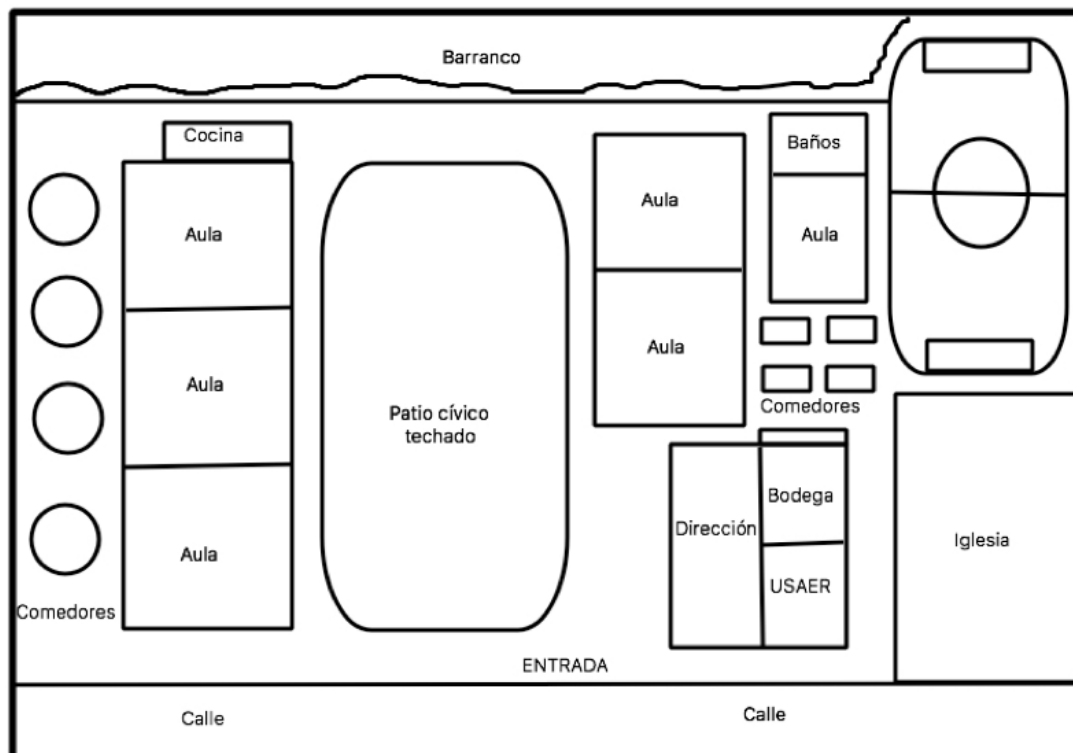 Barranco
Cocina
Baños
Aula
Aula
Aula
Aula
Aula
Comedores
Patio cívico
techado
Bodega
Dirección
Iglesia
Aula
USAER
Comedores
ENTRADA
Calle
Calle